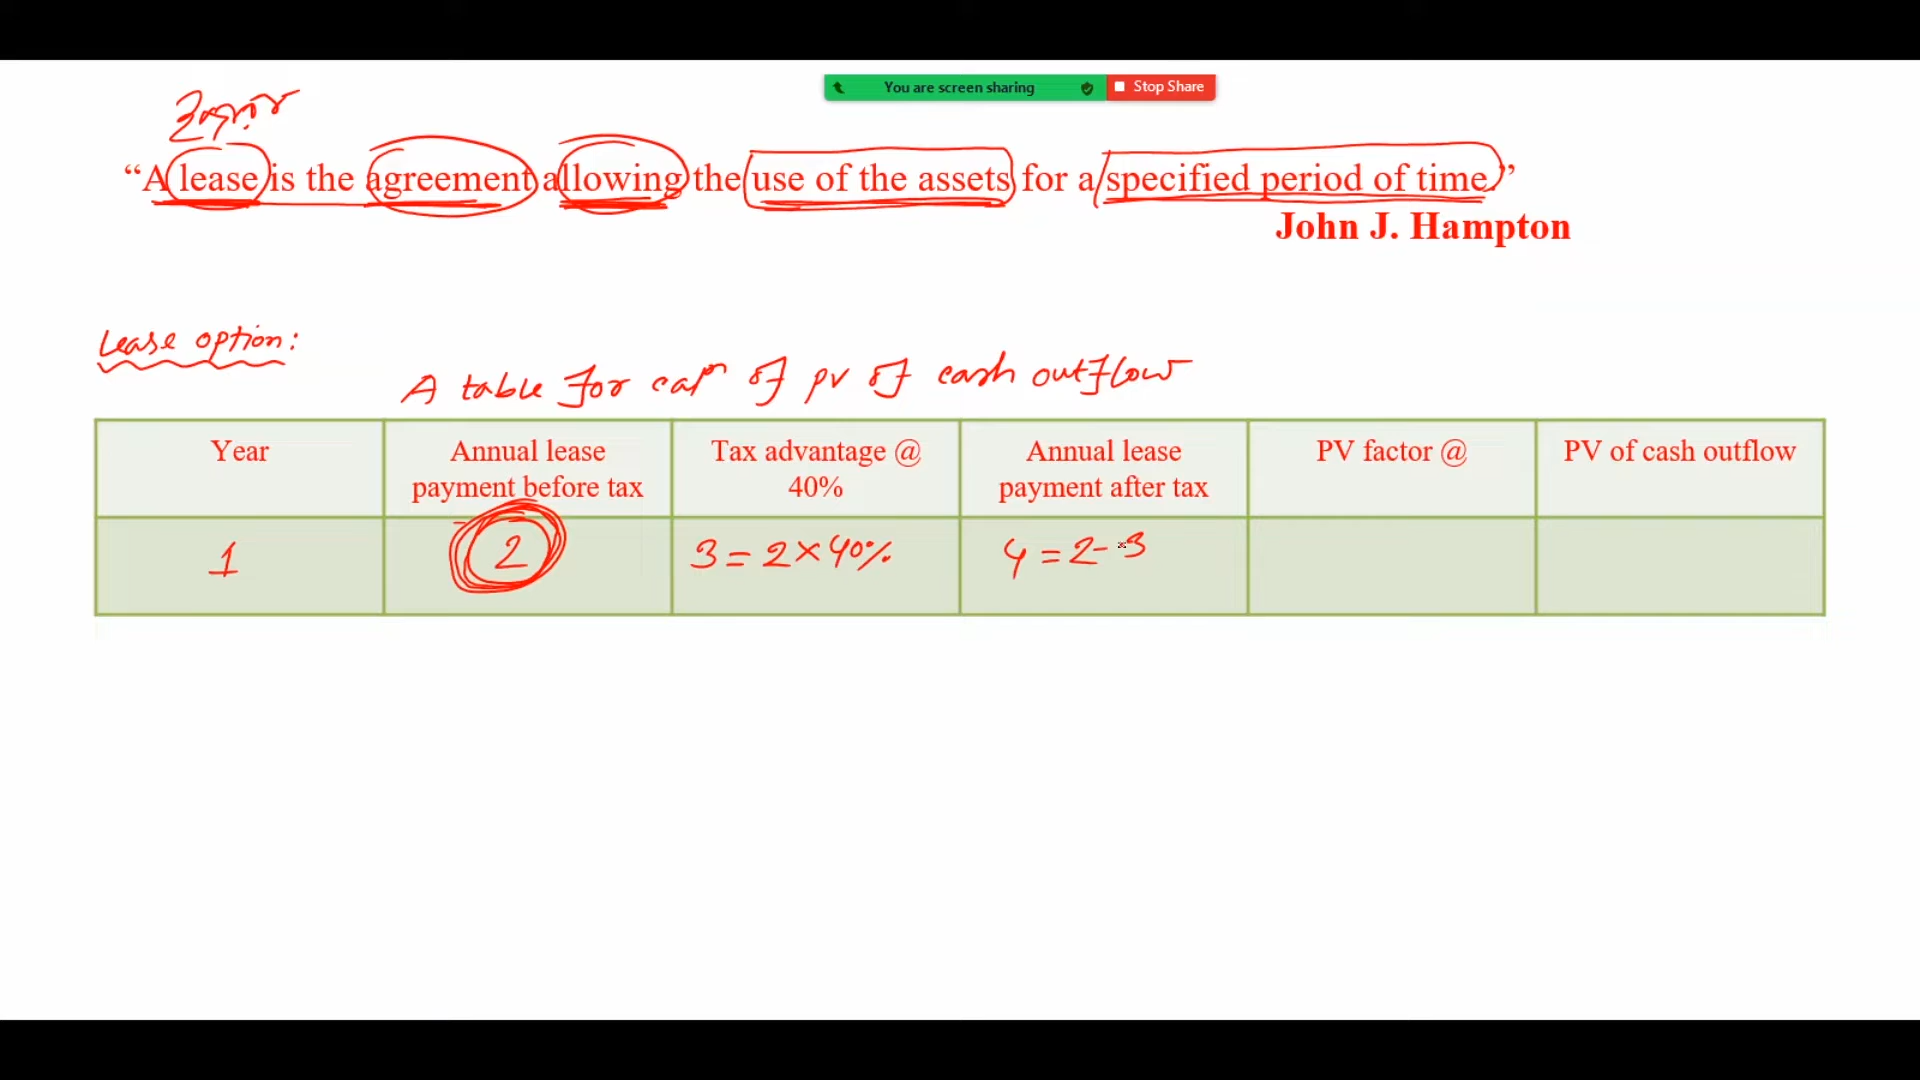 You are screen sharing Stop Share
“A lease is the agreement allowing the use of the assets for a specified period of time.”
John J. Hampton
Lease option:
A table for calⁿ of pv of cash outflow
Year
Annual lease
payment before tax
Tax advantage @
40%
Annual lease
payment after tax
PV factor @
PV of cash outflow
1
2
3 = 2 × 40%
4 = 2 - 3